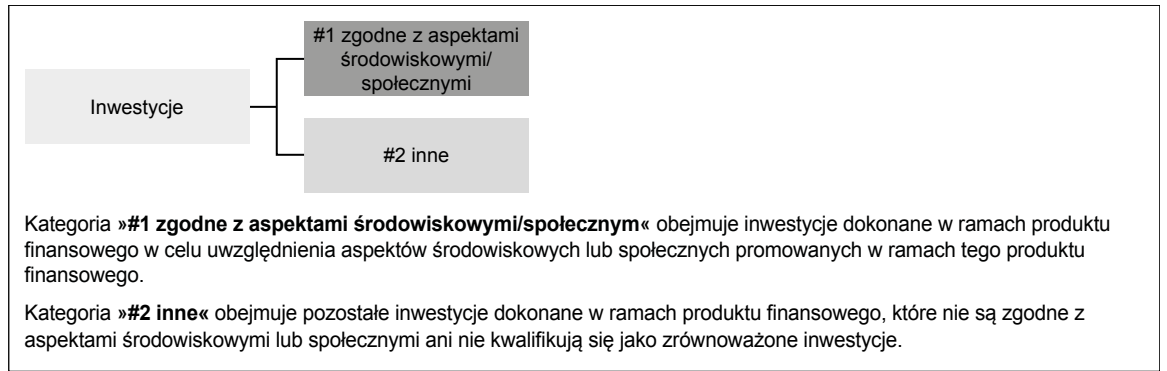 #1 zgodne z aspektami
środowiskowymi/
społecznymi
Inwestycje
#2 inne
Kategoria »#1 zgodne z aspektami środowiskowymi/społecznym« obejmuje inwestycje dokonane w ramach produktu
finansowego w celu uwzględnienia aspektów środowiskowych lub społecznych promowanych w ramach tego produktu
finansowego.
Kategoria »#2 inne« obejmuje pozostałe inwestycje dokonane w ramach produktu finansowego, które nie są zgodne z
aspektami środowiskowymi lub społecznymi ani nie kwalifikują się jako zrównoważone inwestycje.